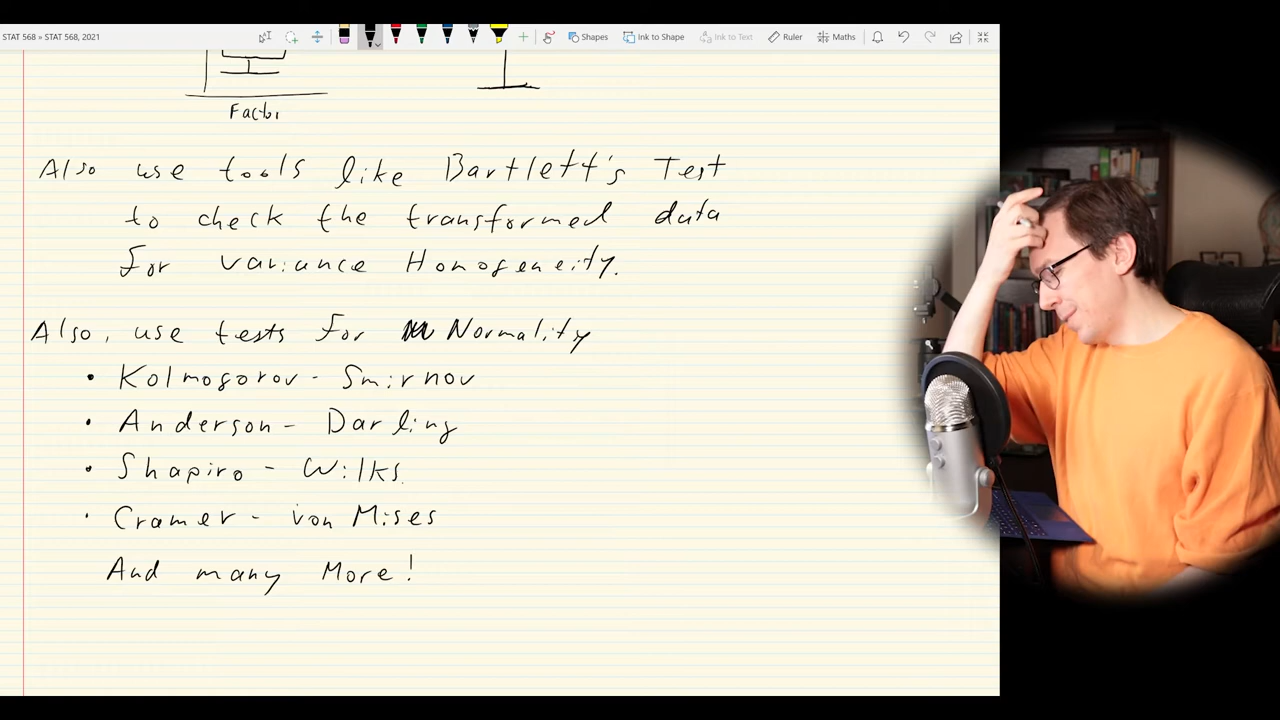 STAT 568 » STAT 568, 2021
Shapes Ink to Shape Ink to Text Ruler Maths
Factor
Also use tools like Bartlett's Test
to check the transformed data
for variance Homogeneity.
Also, use tests for Normality
• Kolmogorov - Smirnov
• Anderson - Darling
• Shapiro - Wilks
• Cramer - von Mises
And many More!